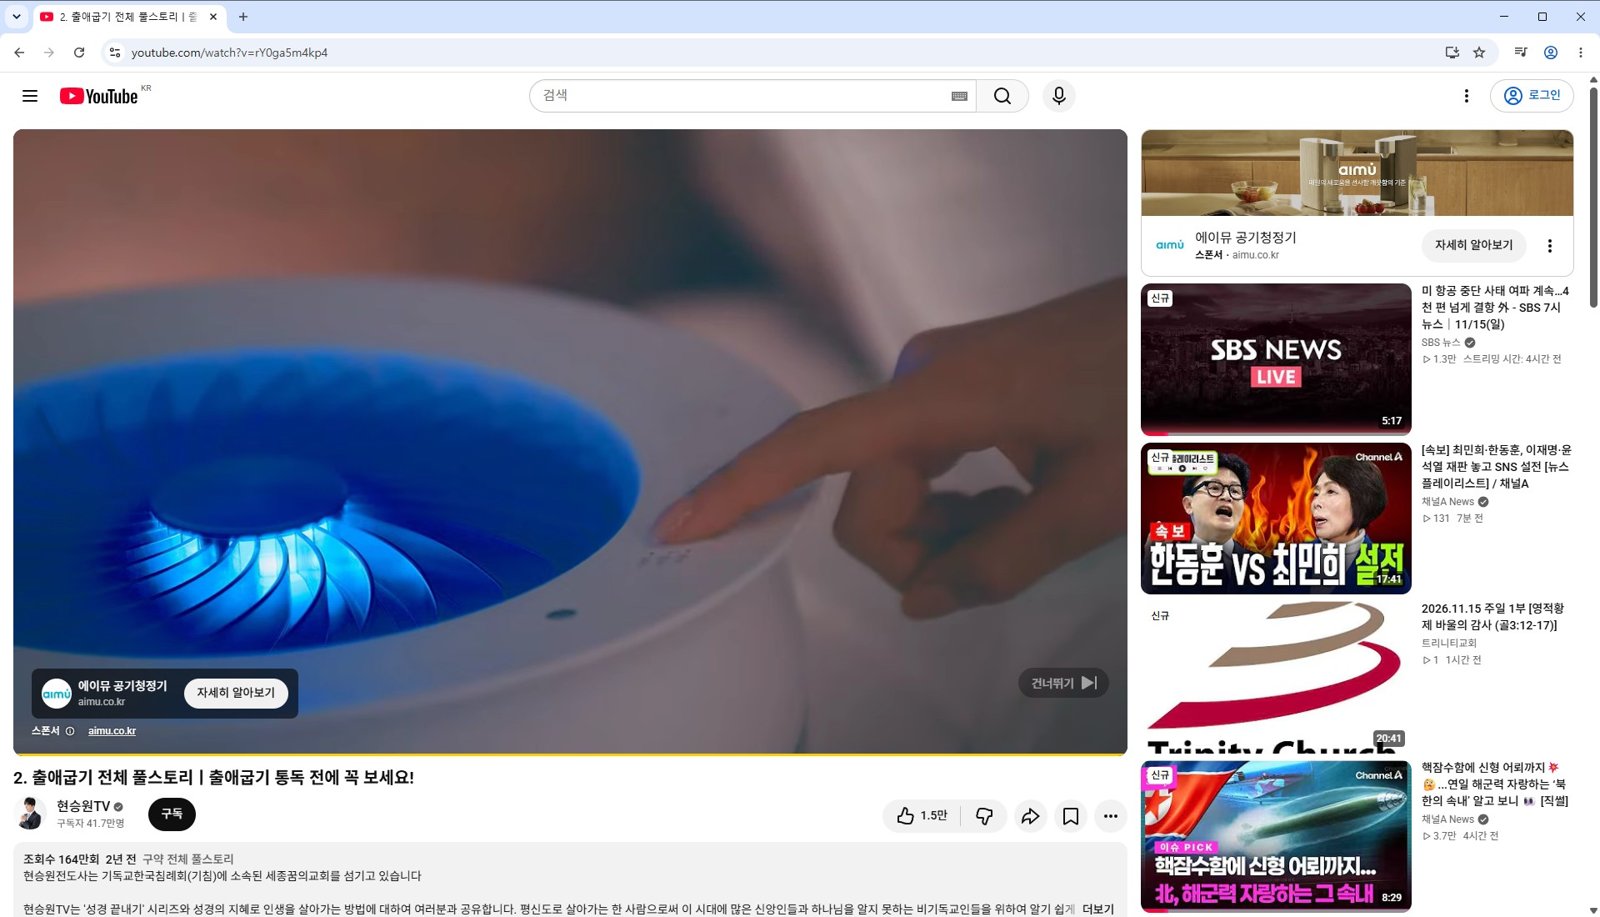 2. 출애굽기 전체 풀스토리ㅣ출
youtube.com/watch?v=rY0ga5m4kp4
YouTube KR
검색
로그인
에이뮤 공기청정기
aimu.co.kr
자세히 알아보기
스폰서
aimu.co.kr
건너뛰기
2. 출애굽기 전체 풀스토리ㅣ출애굽기 통독 전에 꼭 보세요!
현승원TV
구독자 41.7만명
구독
1.5만
조회수 164만회 2년 전 구약 전체 풀스토리
현승원전도사는 기독교한국침례회(기침)에 소속된 세종꿈의교회를 섬기고 있습니다
현승원TV는 '성경 끝내기' 시리즈와 성경의 지혜로 인생을 살아가는 방법에 대하여 여러분과 공유합니다. 평신도로 살아가는 한 사람으로써 이 시대에 많은 신앙인들과 하나님을 알지 못하는 비기독교인들을 위하여 알기 쉽게 더보기
aimu
에이뮤 공기청정기
스폰서 · aimu.co.kr
자세히 알아보기
신규
SBS NEWS
LIVE
5:17
미 항공 중단 사태 여파 계속...4
천 편 넘게 결항 外 - SBS 7시
뉴스ㅣ11/15(일)
SBS 뉴스
1.3만 스트리밍 시간: 4시간 전
신규
플레이리스트
Channel A
속보
한동훈 vs 최민희 설전
17:41
[속보] 최민희·한동훈, 이재명·윤
석열 재판 놓고 SNS 설전 [뉴스
플레이리스트] / 채널A
채널A News
131 7분 전
신규
Trinity Church
20:41
2026.11.15 주일 1부 [영적황
제 바울의 감사 (골3:12-17)]
트리니티교회
1 1시간 전
신규
Channel A
이슈 PICK
핵잠수함에 신형 어뢰까지...
北, 해군력 자랑하는 그 속내
8:29
핵잠수함에 신형 어뢰까지💥
🤔...연일 해군력 자랑하는 '북
한의 속내' 알고 보니 👀 [직썰]
채널A News
3.7만 4시간 전